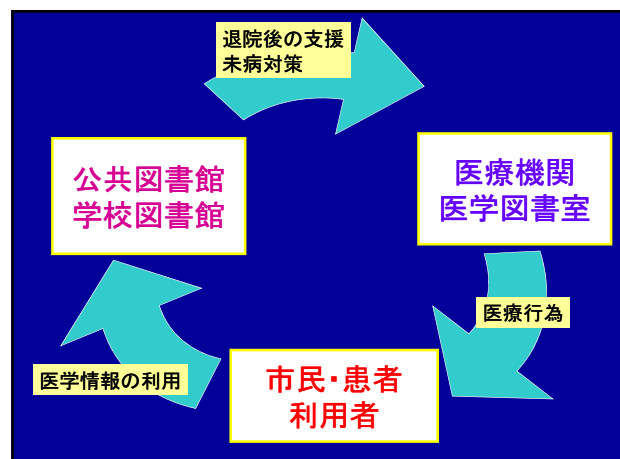 退院後の支援
未病対策
公共図書館
学校図書館
医療機関
医学図書室
医療行為
医学情報の利用
市民・患者
利用者